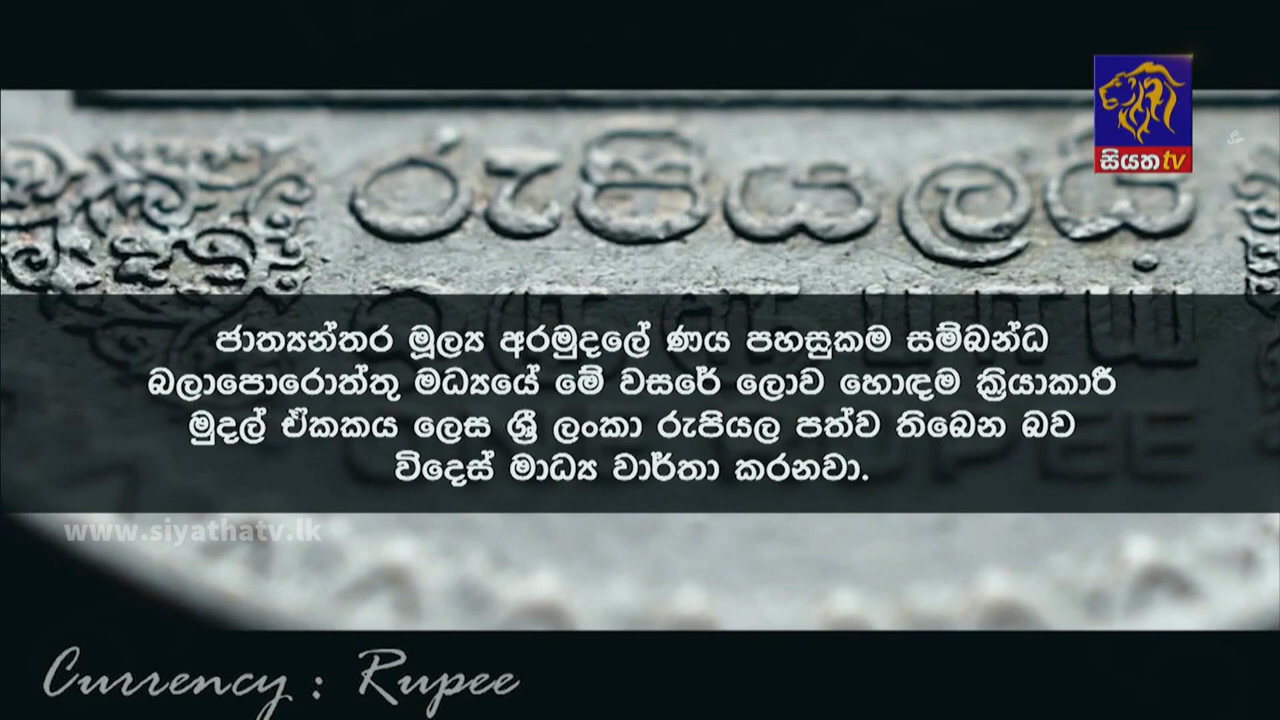 සියත tv
රුපියලයි
ජාත්‍යන්තර මූල්‍ය අරමුදලේ ණය පහසුකම සම්බන්ධ
බලාපොරොත්තු මධ්‍යයේ මේ වසරේ ලොව හොඳම ක්‍රියාකාරී
මුදල් ඒකකය ලෙස ශ්‍රී ලංකා රුපියල පත්ව තිබෙන බව
විදෙස් මාධ්‍ය වාර්තා කරනවා.
www.siyathatv.lk
Currency : Rupee